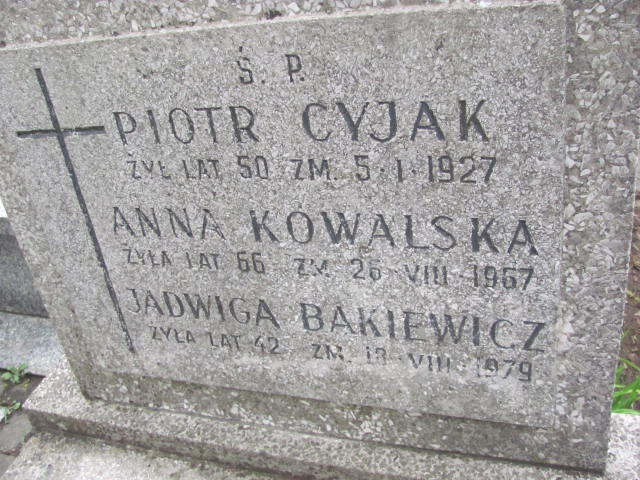 Ś. P.
PIOTR CYJAK
ŻYŁ LAT 50 ZM. 5·I·1927
ANNA KOWALSKA
ŻYŁA LAT 66 ZM. 26·VIII·1967
JADWIGA BAKIEWICZ
ŻYŁA LAT 42 ZM. 18·VIII·1979